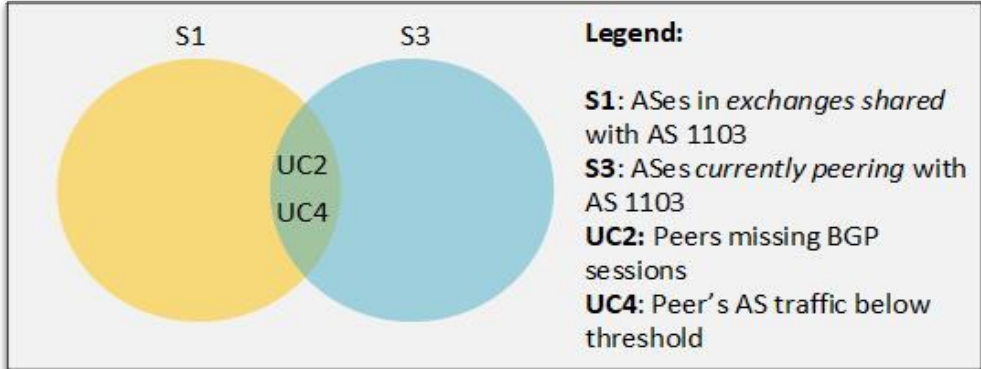 S1
S3
UC2
UC4
Legend:
S1: ASes in exchanges shared
with AS 1103
S3: ASes currently peering with
AS 1103
UC2: Peers missing BGP
sessions
UC4: Peer's AS traffic below
threshold